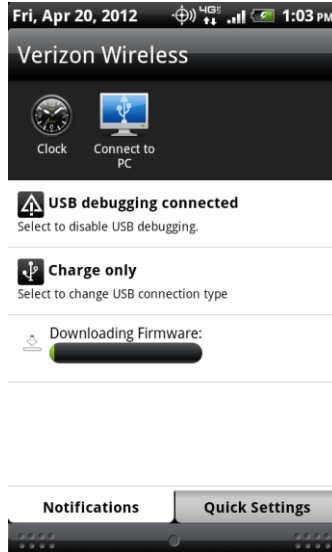 Fri, Apr 20, 2012 4G 1:03 PM
Verizon Wireless
Clock
Connect to
PC
USB debugging connected
Select to disable USB debugging.
Charge only
Select to change USB connection type
Downloading Firmware:
Notifications
Quick Settings